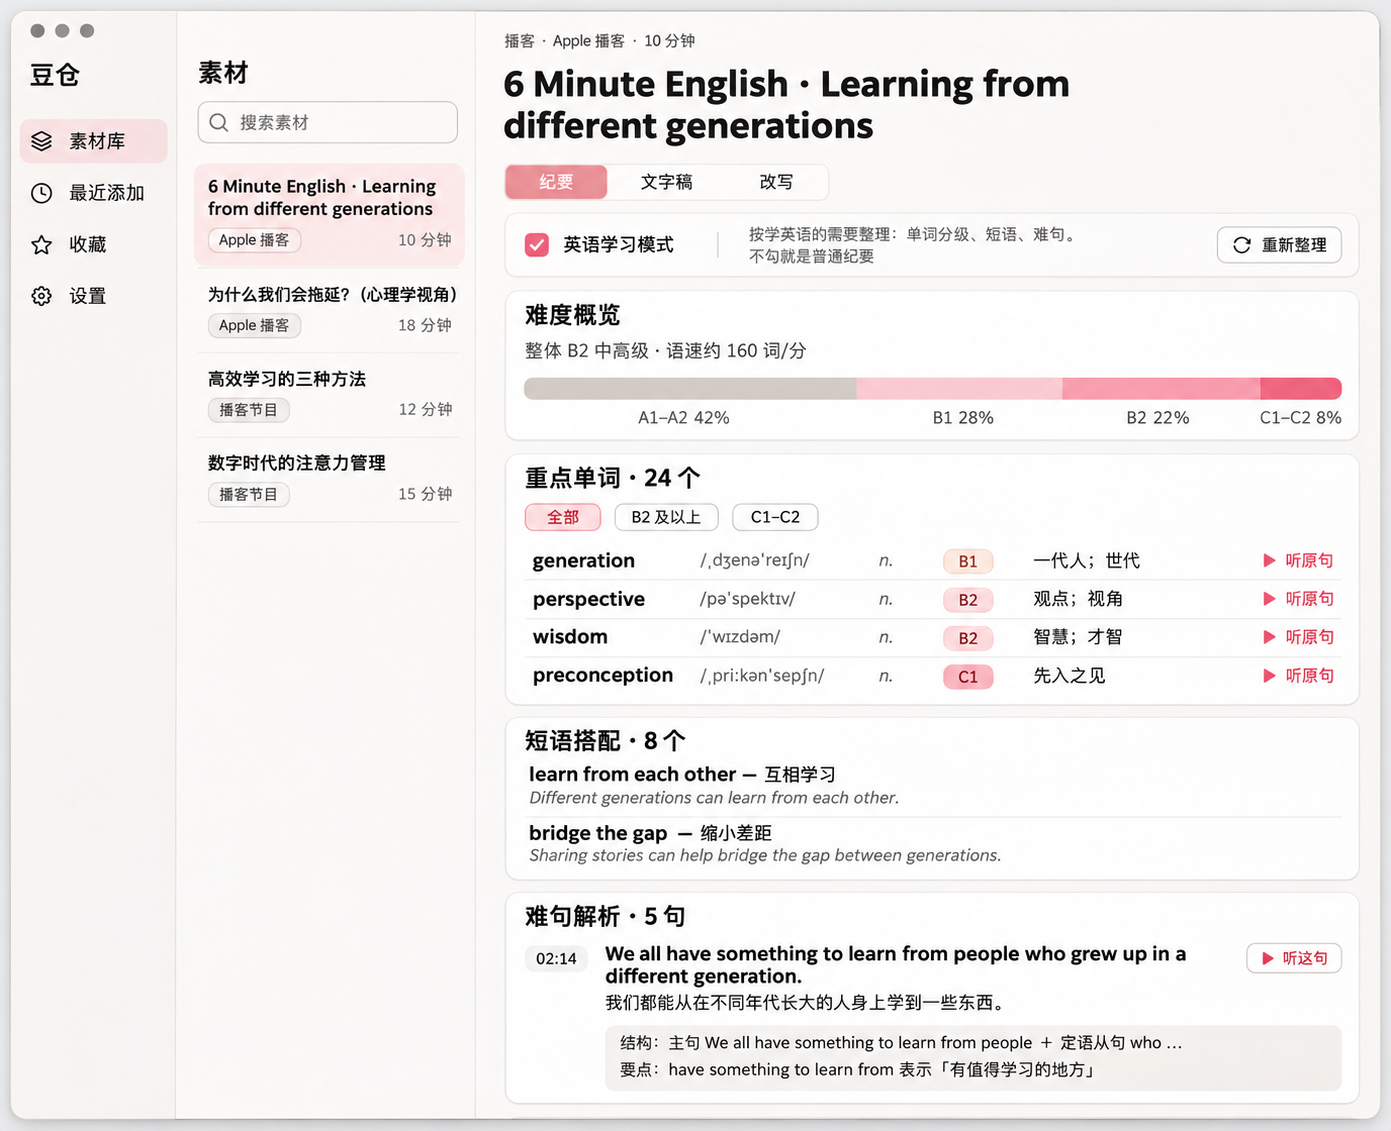 豆仓
素材库
最近添加
收藏
设置
素材
搜索素材
6 Minute English · Learning
from different generations
Apple 播客
10 分钟
为什么我们会拖延?（心理学视角）
Apple 播客
18 分钟
高效学习的三种方法
播客节目
12 分钟
数字时代的注意力管理
播客节目
15 分钟
播客 · Apple 播客 · 10 分钟
6 Minute English · Learning from
different generations
纪要
文字稿
改写
英语学习模式
按学英语的需要整理：单词分级、短语、难句。
不勾就是普通纪要
重新整理
难度概览
整体 B2 中高级 · 语速约 160 词/分
A1–A2 42%
B1 28%
B2 22%
C1–C2 8%
重点单词 · 24 个
全部
B2 及以上
C1–C2
generation /ˌdʒenəˈreɪʃn/ n. B1 一代人；世代 ▶ 听原句
perspective /pəˈspektɪv/ n. B2 观点；视角 ▶ 听原句
wisdom /ˈwɪzdəm/ n. B2 智慧；才智 ▶ 听原句
preconception /ˌpriːkənˈsepʃn/ n. C1 先入之见 ▶ 听原句
短语搭配 · 8 个
learn from each other — 互相学习
Different generations can learn from each other.
bridge the gap — 缩小差距
Sharing stories can help bridge the gap between generations.
难句解析 · 5 句
02:14
We all have something to learn from people who grew up in a
different generation.
▶ 听这句
我们都能从在不同年代长大的人身上学到一些东西。
结构：主句 We all have something to learn from people ＋ 定语从句 who …
要点：have something to learn from 表示「有值得学习的地方」